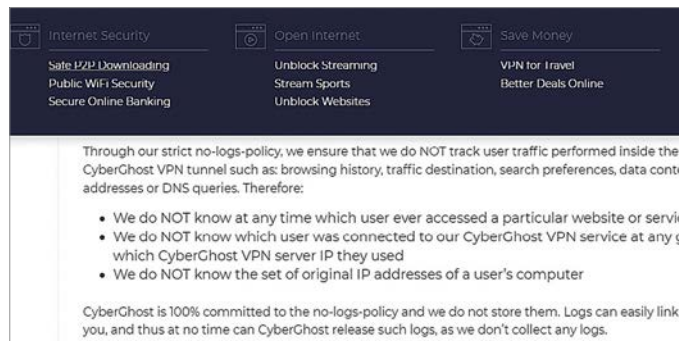 Internet Security
Open Internet
Save Money
Safe P2P Downloading
Unblock Streaming
VPN for Travel
Public WiFi Security
Stream Sports
Better Deals Online
Secure Online Banking
Unblock Websites
Through our strict no-logs-policy, we ensure that we do NOT track user traffic performed inside the
CyberGhost VPN tunnel such as: browsing history, traffic destination, search preferences, data
addresses or DNS queries. Therefore:
• We do NOT know at any time which user ever accessed a particular website or
• We do NOT know which user was connected to our CyberGhost VPN service at any
which CyberGhost VPN server IP they used
• We do NOT know the set of original IP addresses of a user's computer
CyberGhost is 100% committed to the no-logs-policy and we do not store them. Logs can easily link
you, and thus at no time can CyberGhost release such logs, as we don't collect any logs.